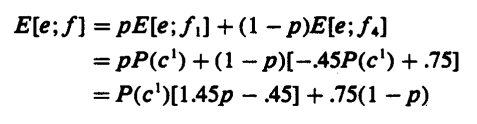 E[e; f] = pE[e; f₁] + (1 − p)E[e; f₄]
= pP(c¹) + (1 − p)[−.45P(c¹) + .75]
= P(c¹)[1.45p − .45] + .75(1 − p)